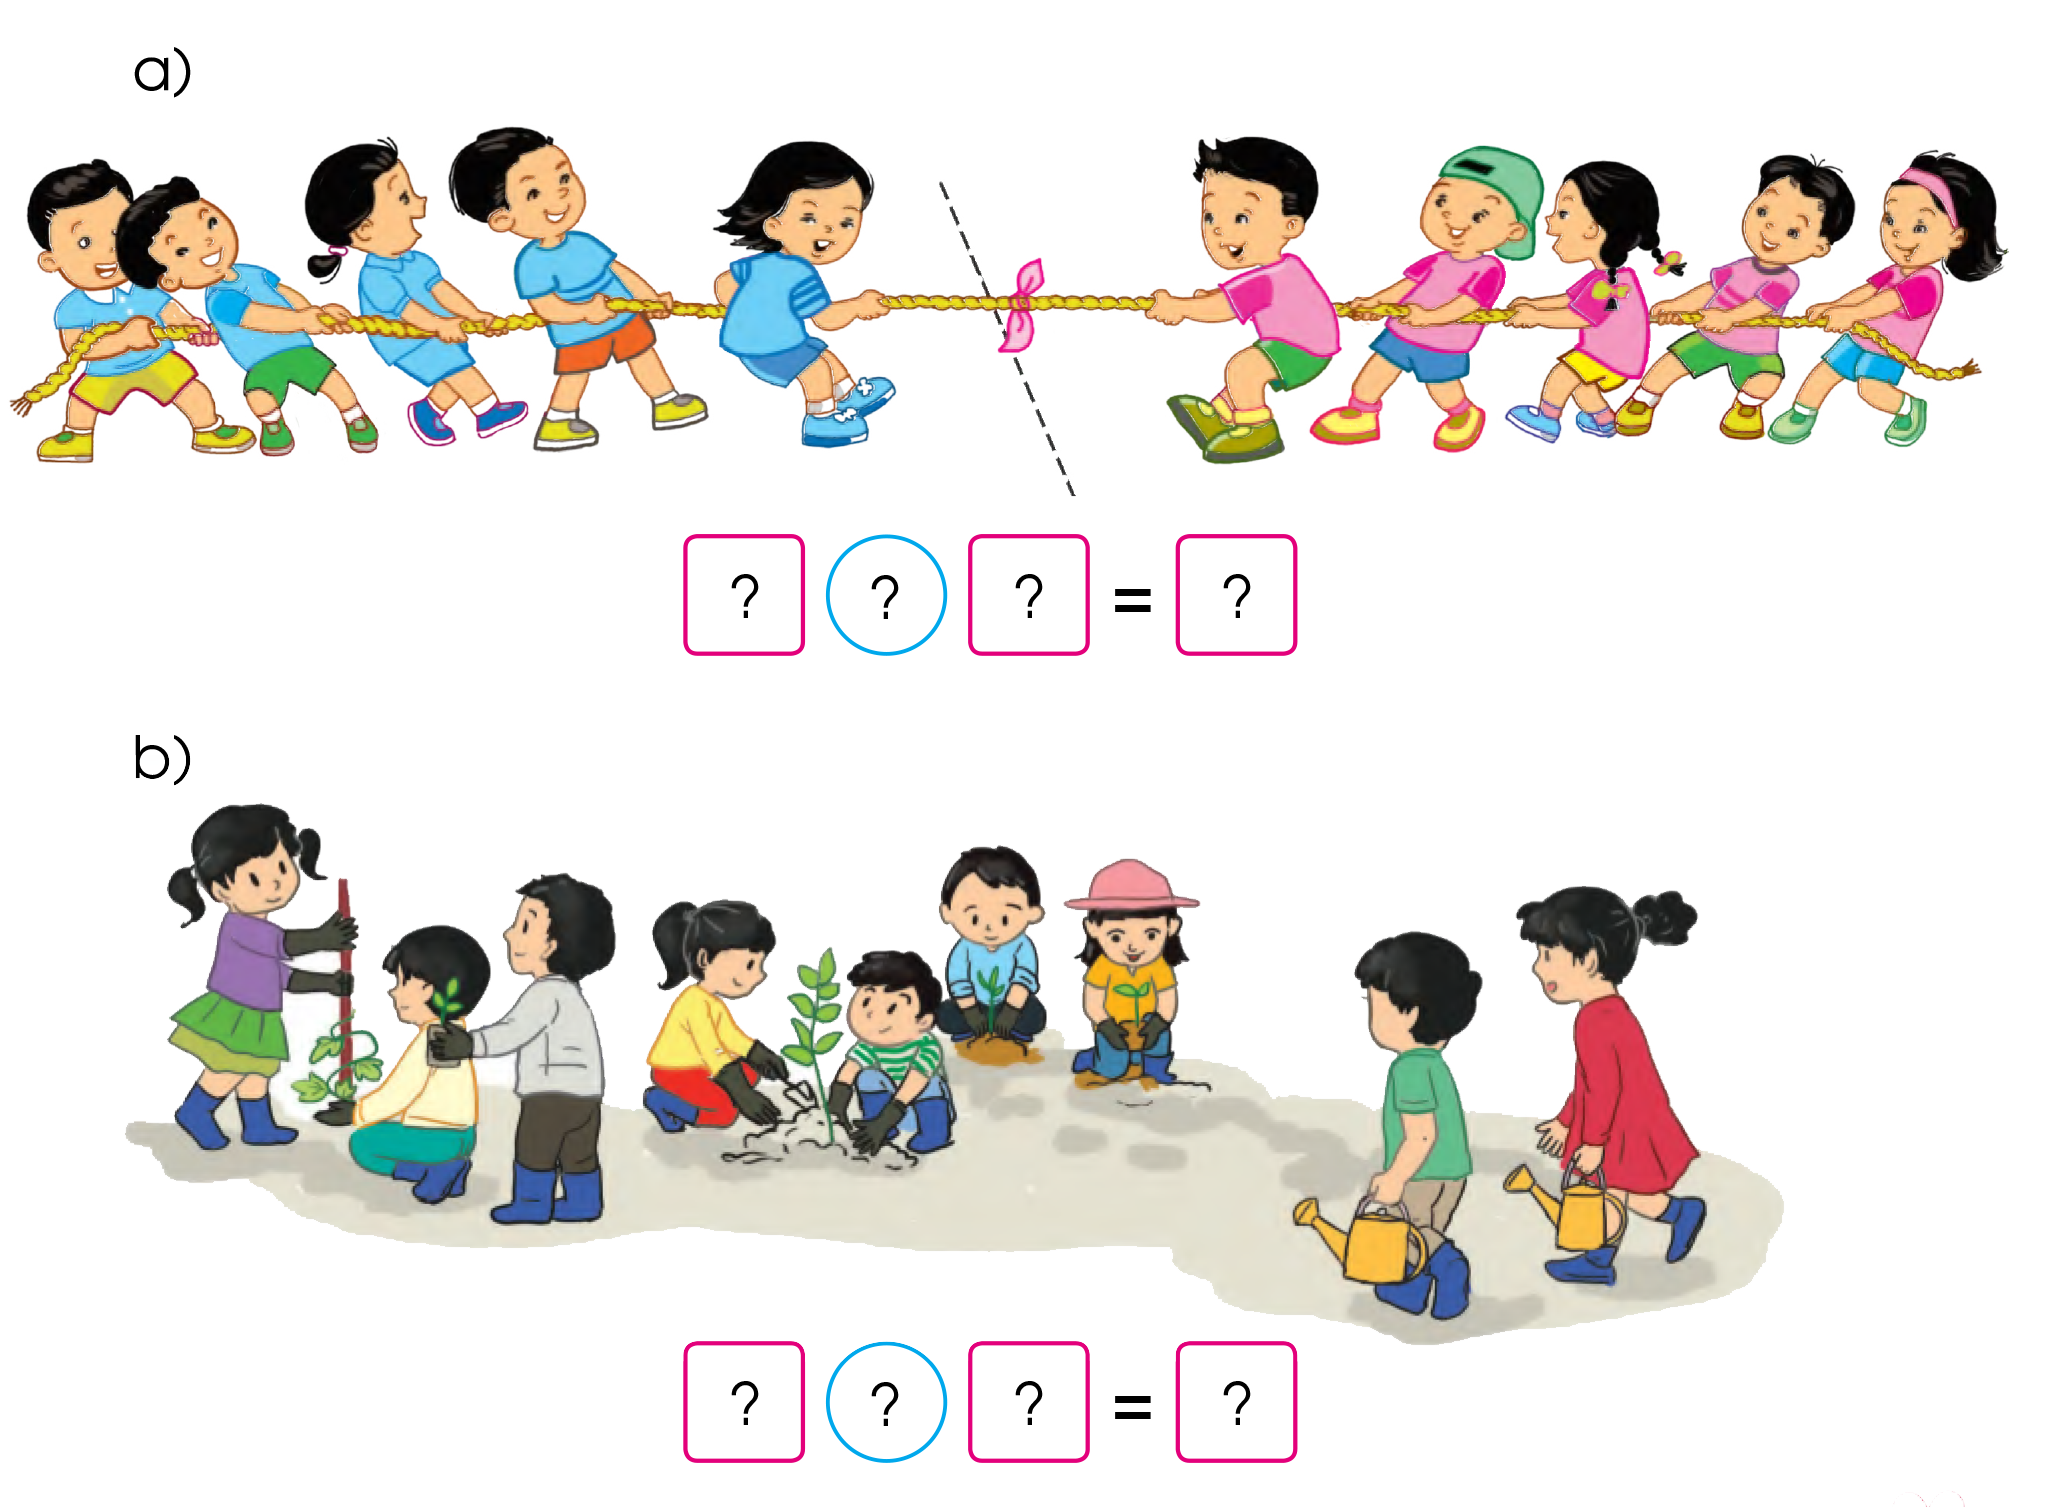 a)
? ? ? = ?
b)
? ? ? = ?